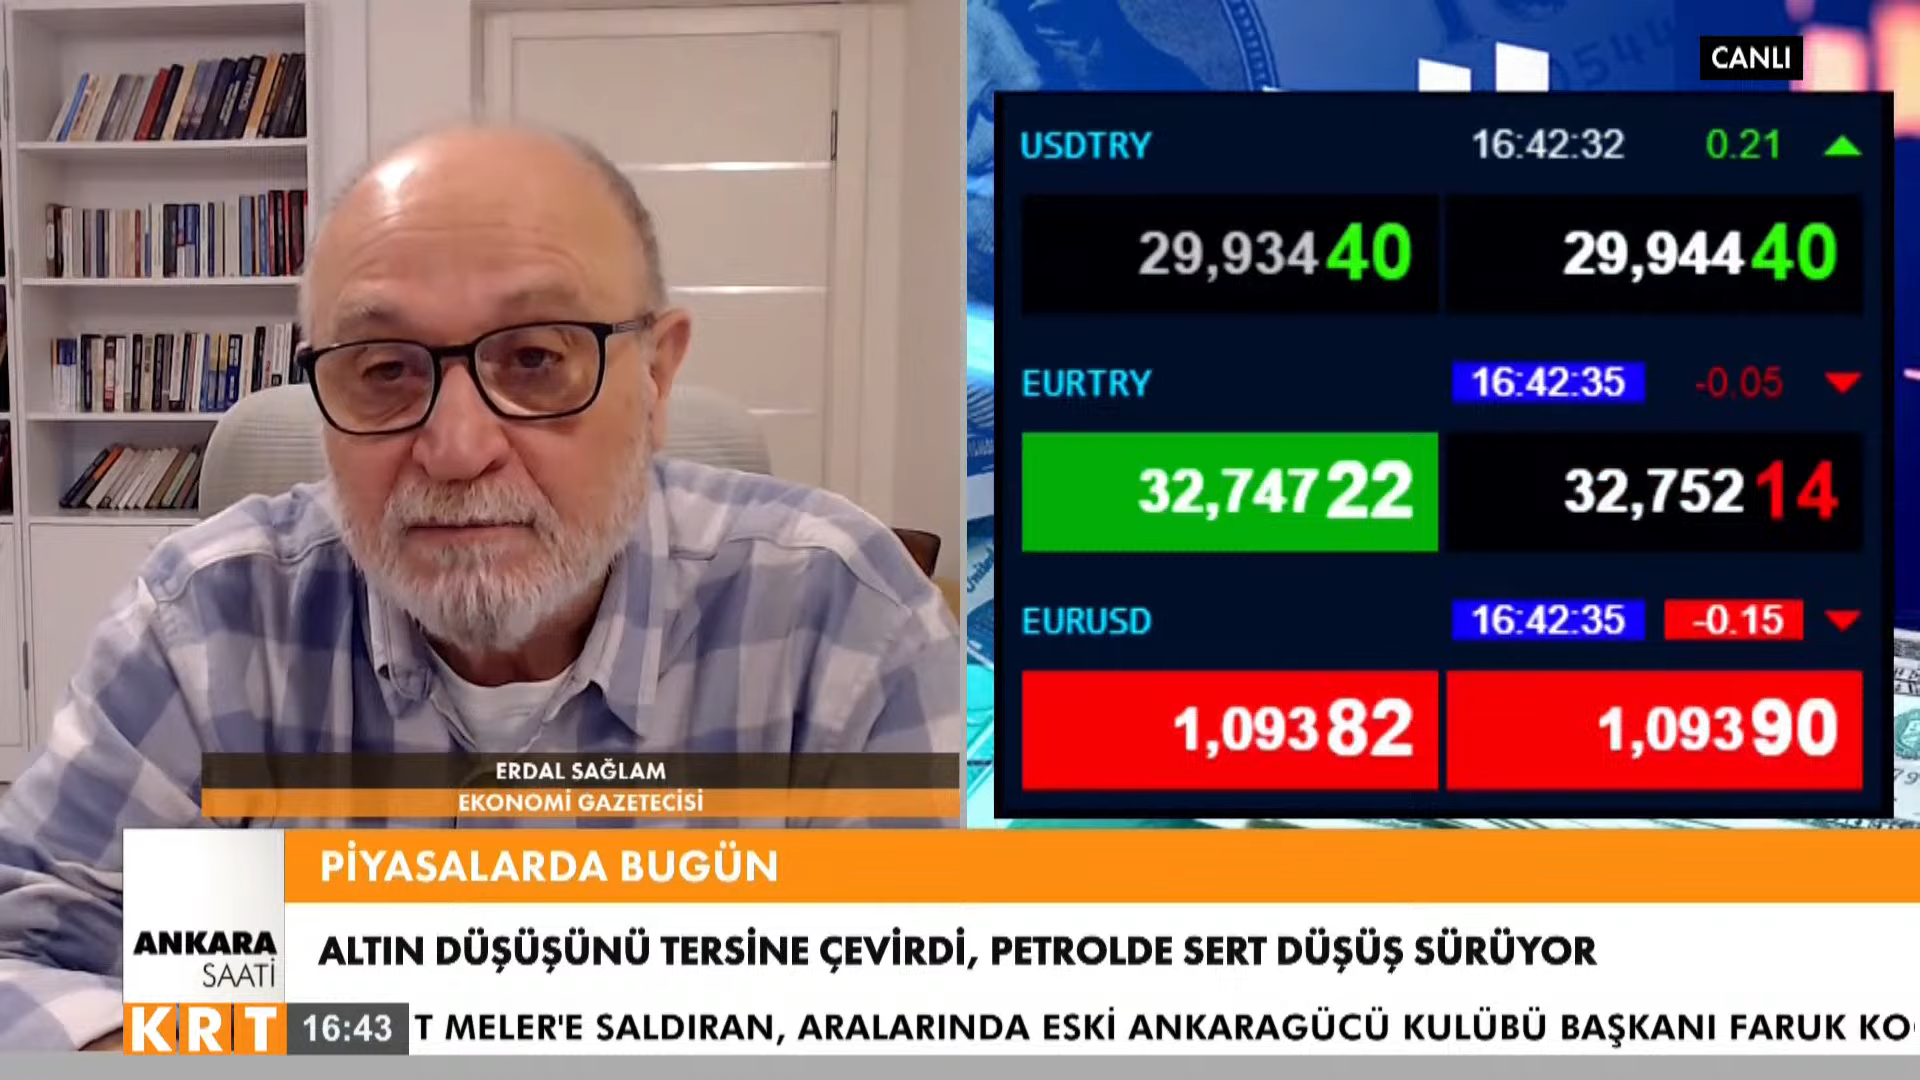 CANLI
USDTRY 16:42:32 0.21
29,934 40 29,944 40
EURTRY 16:42:35 -0.05
32,747 22 32,752 14
EURUSD 16:42:35 -0.15
1,093 82 1,093 90
ERDAL SAĞLAM
EKONOMİ GAZETECİSİ
PİYASALARDA BUGÜN
ANKARA
SAATİ
ALTIN DÜŞÜŞÜNÜ TERSİNE ÇEVİRDİ, PETROLDE SERT DÜŞÜŞ SÜRÜYOR
KRT 16:43 T MELER'E SALDIRAN, ARALARINDA ESKİ ANKARAGÜCÜ KULÜBÜ BAŞKANI FARUK KO